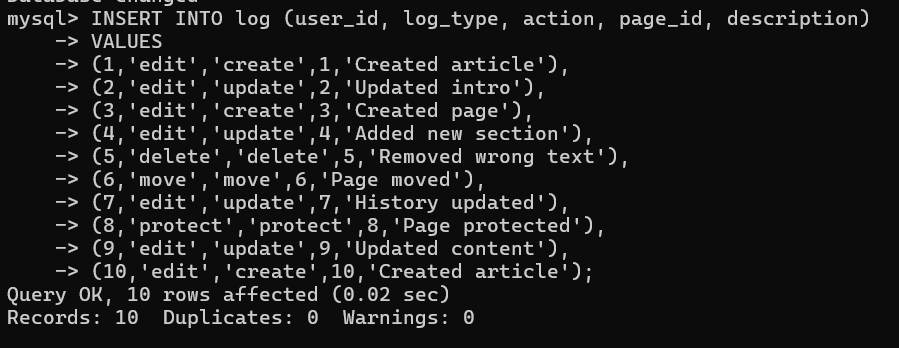 Database changed
mysql> INSERT INTO log (user_id, log_type, action, page_id, description)
    -> VALUES
    -> (1,'edit','create',1,'Created article'),
    -> (2,'edit','update',2,'Updated intro'),
    -> (3,'edit','create',3,'Created page'),
    -> (4,'edit','update',4,'Added new section'),
    -> (5,'delete','delete',5,'Removed wrong text'),
    -> (6,'move','move',6,'Page moved'),
    -> (7,'edit','update',7,'History updated'),
    -> (8,'protect','protect',8,'Page protected'),
    -> (9,'edit','update',9,'Updated content'),
    -> (10,'edit','create',10,'Created article');
Query OK, 10 rows affected (0.02 sec)
Records: 10  Duplicates: 0  Warnings: 0